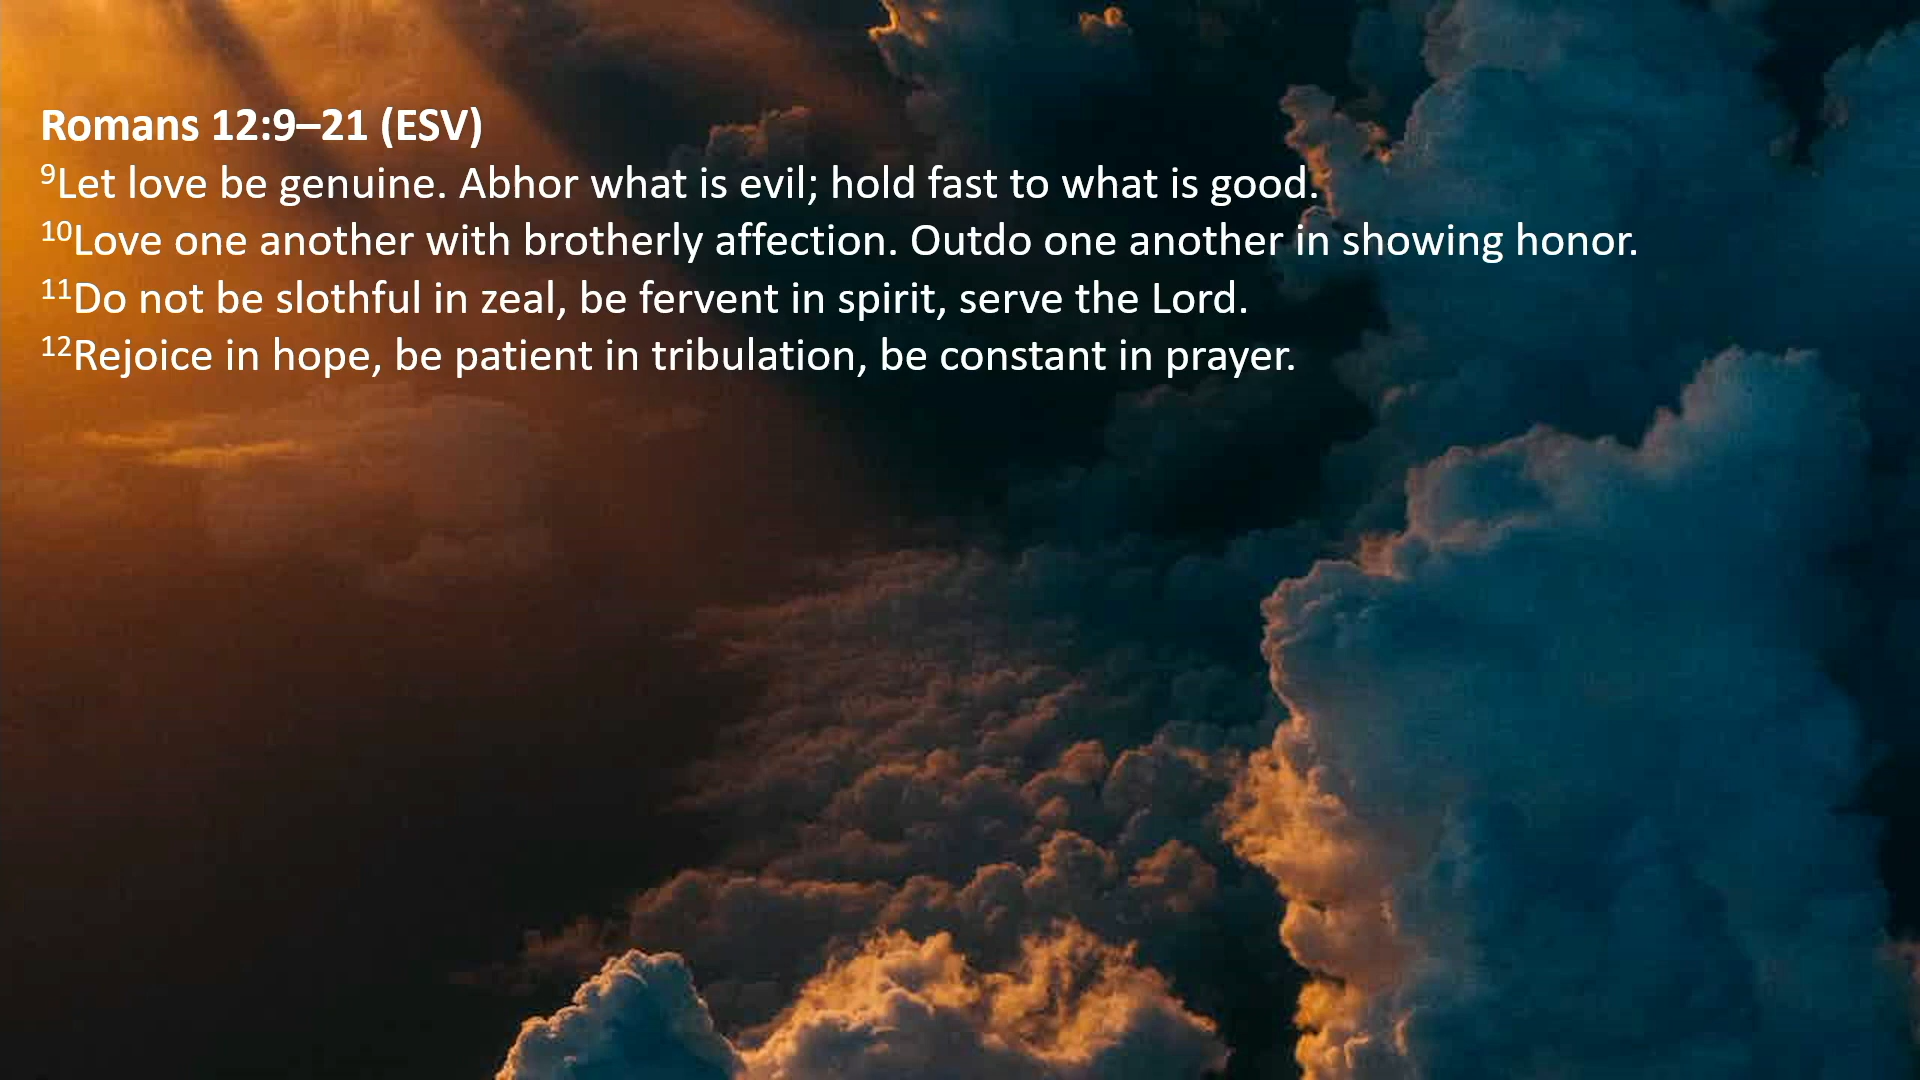 Romans 12:9–21 (ESV)
9Let love be genuine. Abhor what is evil; hold fast to what is good.
10Love one another with brotherly affection. Outdo one another in showing honor.
11Do not be slothful in zeal, be fervent in spirit, serve the Lord.
12Rejoice in hope, be patient in tribulation, be constant in prayer.